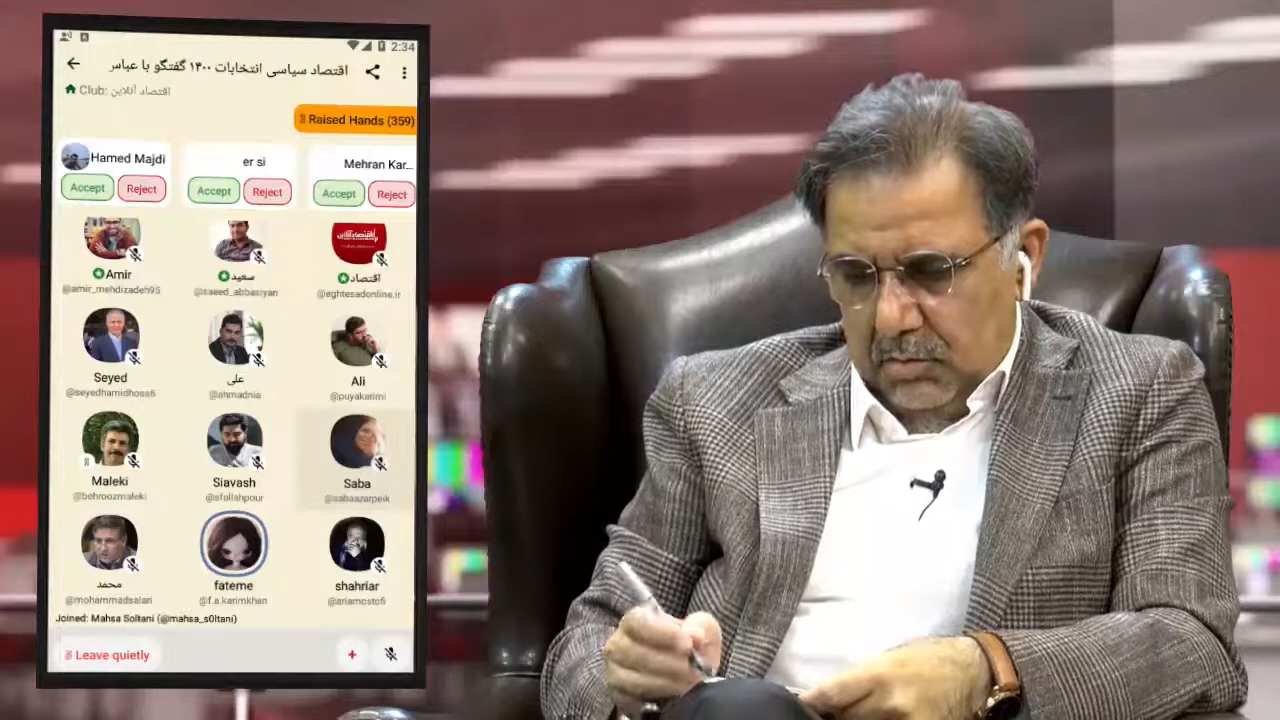 2:34
اقتصاد سیاسی انتخابات ۱۴۰۰ گفتگو با عباس
Club: اقتصاد آنلاین
Raised Hands (359)
Hamed Majdi
er si
Mehran Kar...
Accept Reject
Accept Reject
Accept Reject
اقتصادآنلاین
Amir
سعید
اقتصاد
@amir_mehdizadeh95
@saeed_abbasiyan
@eghtesadonline.ir
Seyed
علی
Ali
@seyedhamidhoss6
@ahmadnia
@puyakarimi
Maleki
Siavash
Saba
@behroozmaleki
@sfollahpour
@sabaazarpeik
محمد
fateme
shahriar
@mohammadsalari
@f.a.karimkhan
@ariamostofi
Joined: Mahsa Soltani (@mahsa_s0ltani)
Leave quietly
+